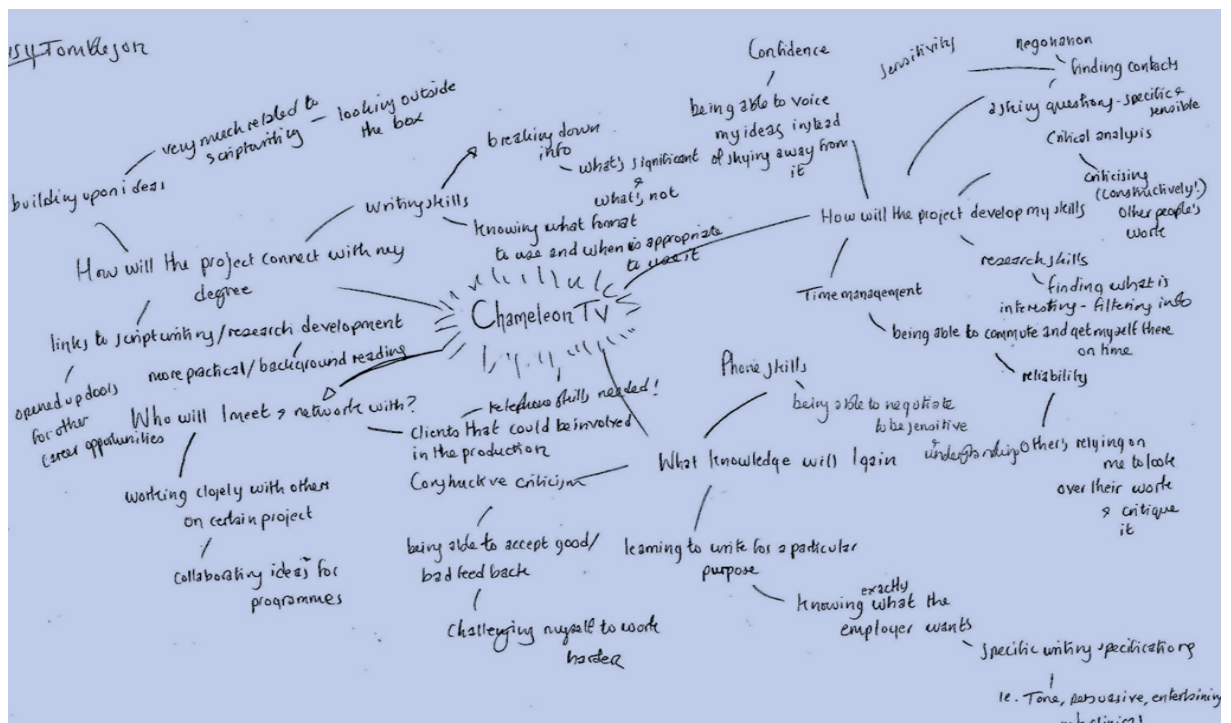 Tombleson
very much related to
scriptwriting – looking outside
the box
building upon ideas
How will the project connect with my
degree
writing skills
breaking down
info
what's significant
&
what's not
knowing what format
to use and when is appropriate
to use it
links to scriptwriting/research development
more practical/background reading
opened up doors
for other
career opportunities
Chameleon TV
Confidence
being able to voice
my ideas instead
of shying away from
it
How will the project develop my skills
sensitivity
negotiation
finding contacts
asking questions - specific &
sensible
Critical analysis
criticising
(constructively!)
Other people's
work
research skills
finding what is
interesting - filtering info
Time management
being able to commute and get myself there
on time
reliability
Others relying on
me to look
over their work
& critique
it
Who will I meet & network with?
telephone skills needed!
clients that could be involved
in the production
working closely with others
on certain project
collaborating ideas for
programmes
What knowledge will I gain
Phone skills
being able to negotiate
to be sensitive
& understanding
Constructive criticism
being able to accept good/
bad feed back
challenging myself to work
harder
learning to write for a particular
purpose
exactly
knowing what the
employer wants
specific writing specifications
ie. Tone, persuasive, entertaining